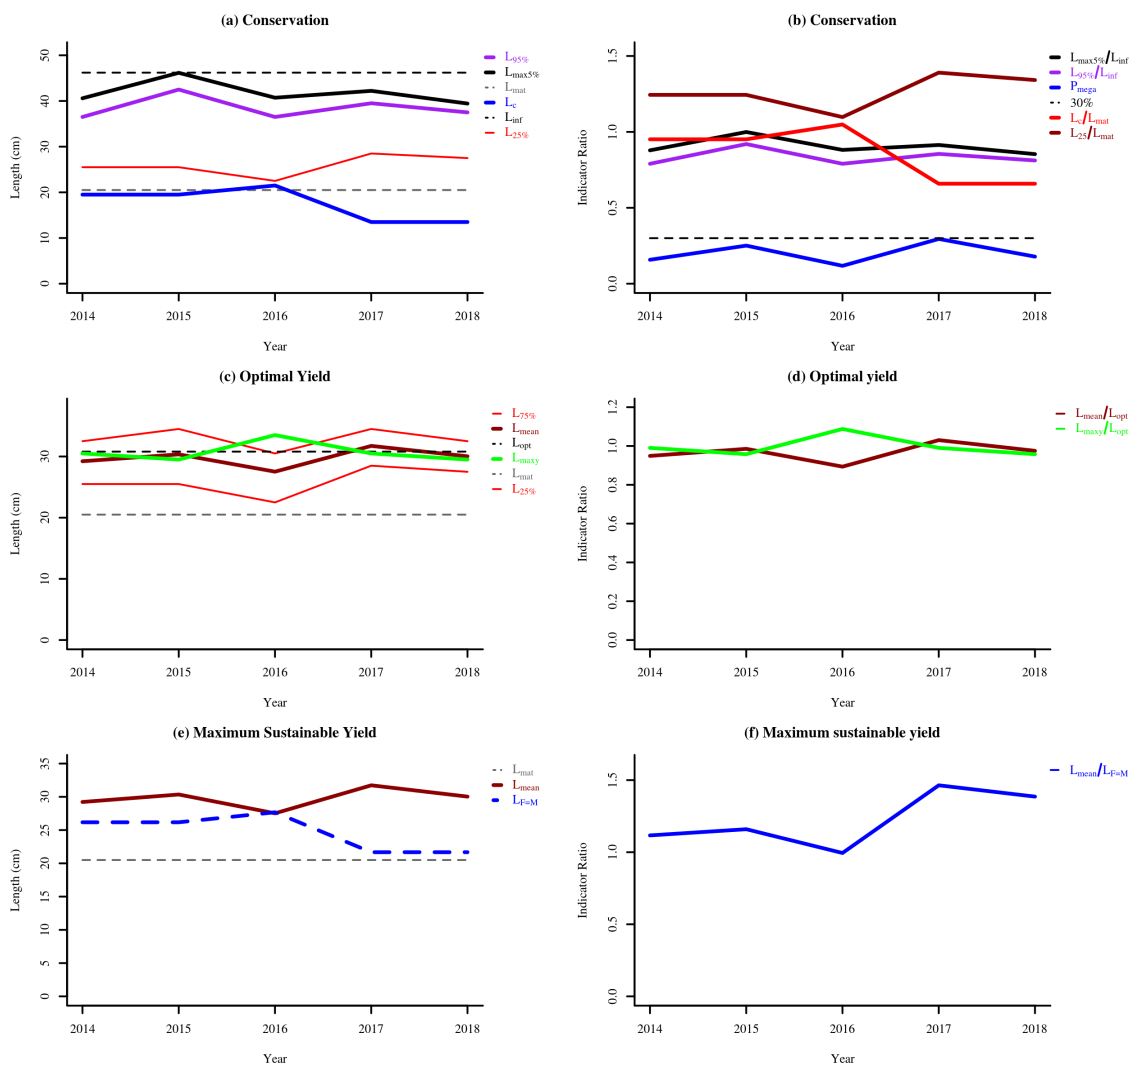 (a) Conservation
Length (cm)
50
40
30
20
10
0
2014 2015 2016 2017 2018
Year
L95%
Lmax5%
Lmat
Lc
Linf
L25%
(b) Conservation
Indicator Ratio
1.5
1.0
0.5
0.0
2014 2015 2016 2017 2018
Year
Lmax5%/Linf
L95%/Linf
Pmega
30%
Lc/Lmat
L25/Lmat
(c) Optimal Yield
Length (cm)
30
20
10
0
2014 2015 2016 2017 2018
Year
L75%
Lmean
Lopt
Lmaxy
Lmat
L25%
(d) Optimal yield
Indicator Ratio
1.2
1.0
0.8
0.6
0.4
0.2
0.0
2014 2015 2016 2017 2018
Year
Lmean/Lopt
Lmaxy/Lopt
(e) Maximum Sustainable Yield
Length (cm)
35
30
25
20
15
10
5
0
2014 2015 2016 2017 2018
Year
Lmat
Lmean
LF=M
(f) Maximum sustainable yield
Indicator Ratio
1.5
1.0
0.5
0.0
2014 2015 2016 2017 2018
Year
Lmean/LF=M